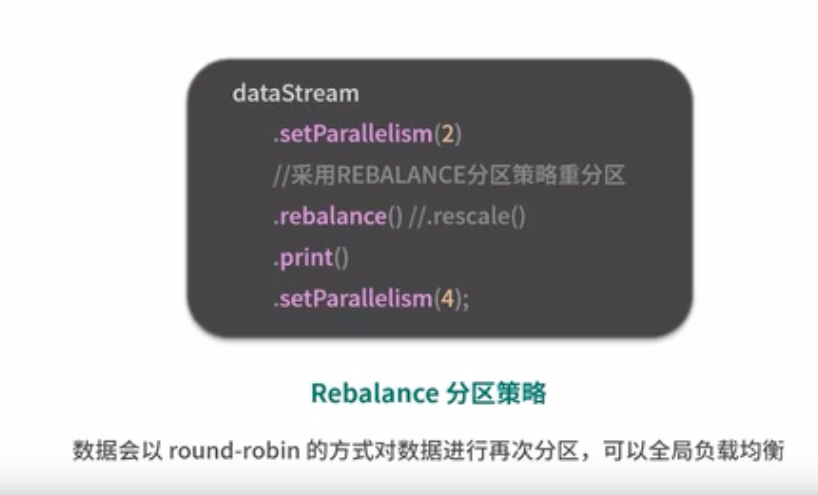 dataStream
.setParallelism(2)
//采用REBALANCE分区策略重分区
.rebalance() //.rescale()
.print()
.setParallelism(4);
Rebalance 分区策略
数据会以 round-robin 的方式对数据进行再次分区，可以全局负载均衡